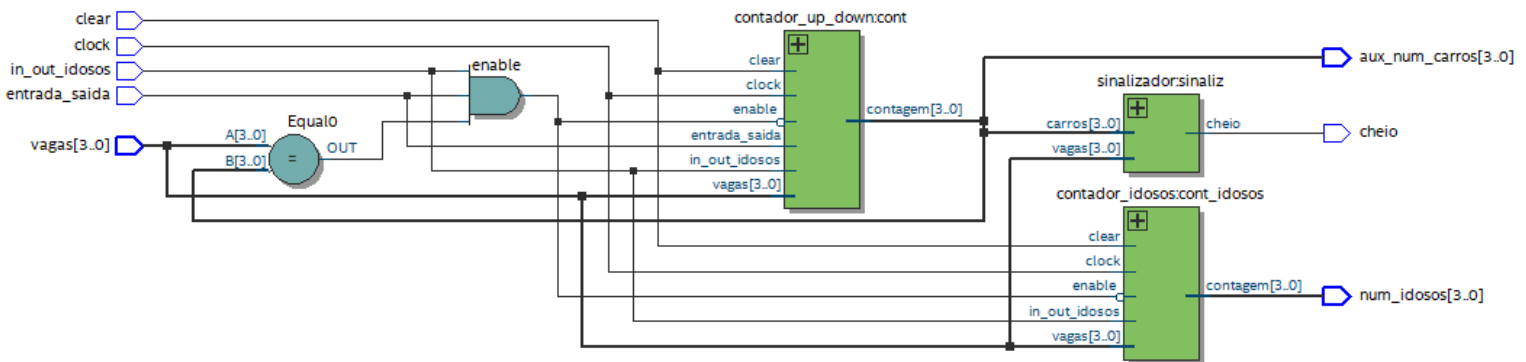 clear
clock
in_out_idosos
entrada_saida
vagas[3..0]
Equal0
A[3..0]
B[3..0]
=
OUT
enable
contador_up_down:cont
clear
clock
enable
entrada_saida
in_out_idosos
vagas[3..0]
contagem[3..0]
aux_num_carros[3..0]
sinalizador:sinaliz
carros[3..0]
vagas[3..0]
cheio
cheio
contador_idosos:cont_idosos
clear
clock
enable
in_out_idosos
vagas[3..0]
contagem[3..0]
num_idosos[3..0]